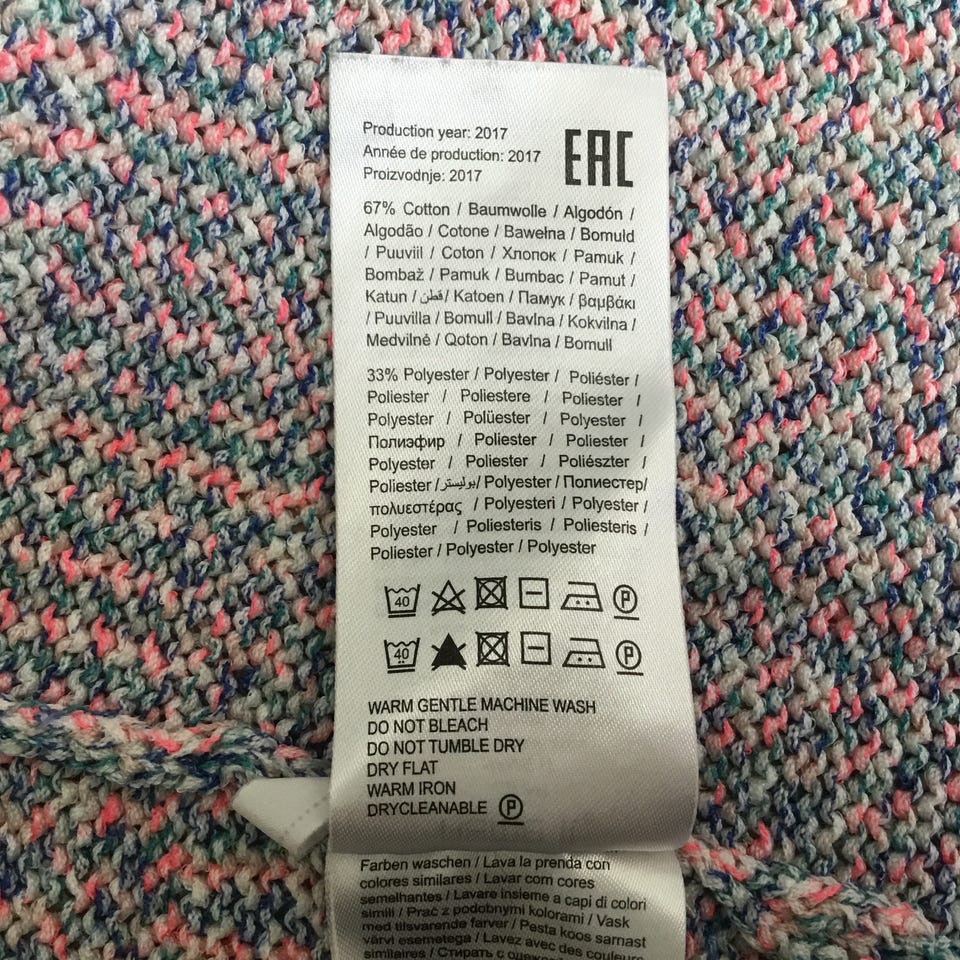 Production year: 2017
Année de production: 2017
Proizvodnje: 2017
EAC
67% Cotton / Baumwolle / Algodón /
Algodão / Cotone / Bawełna / Bomuld
/ Puuviil / Coton / Хлопок / Pamuk /
Bombaž / Pamuk / Bumbac / Pamut /
Katun / قطن / Katoen / Памук / βαμβάκι
/ Puuvilla / Bomull / Bavlna / Kokvilna /
Medvilnė / Qoton / Bavlna / Bomull
33% Polyester / Polyester / Poliéster /
Poliester / Poliestere / Poliester /
Polyester / Polüester / Polyester /
Полиэфир / Poliester / Poliester /
Polyester / Poliester / Poliészter /
Poliester / بوليستر / Polyester / Полиестер/
πολυεστέρας / Polyesteri / Polyester /
Polyester / Poliesteris / Poliesteris /
Poliester / Polyester / Polyester
40 P
40 P
WARM GENTLE MACHINE WASH
DO NOT BLEACH
DO NOT TUMBLE DRY
DRY FLAT
WARM IRON
DRYCLEANABLE P
Farben waschen / Lava la prenda con
colores similares / Lavar com cores
semelhantes / Lavare insieme a capi di colori
simili / Prać z podobnymi kolorami / Vask
med tilsvarende farver / Pesta koos sarnast
värvi esemetega / Lavez avec des couleurs
similaires / Стирать с